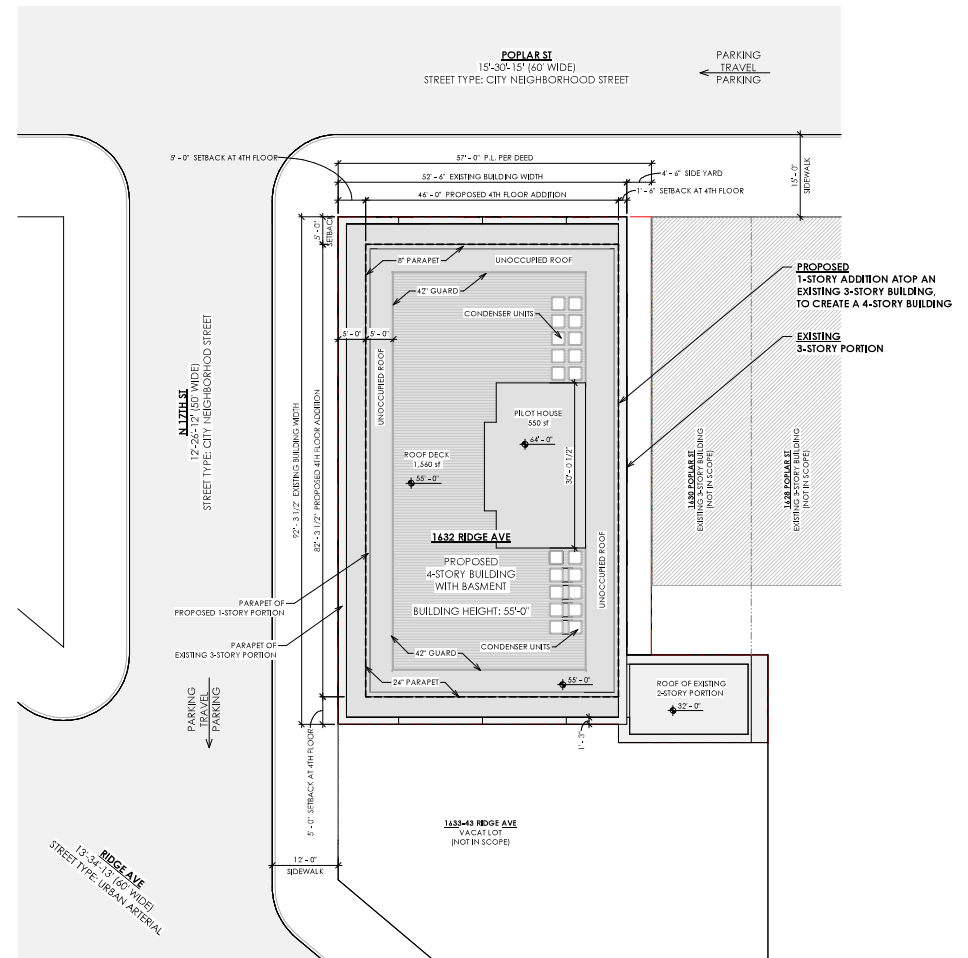 POPLAR ST
15'-30'-15' (60' WIDE)
STREET TYPE: CITY NEIGHBORHOOD STREET
PARKING
TRAVEL
PARKING
5' - 0" SETBACK AT 4TH FLOOR
57' - 0" P.L. PER DEED
52' - 6" EXISTING BUILDING WIDTH
4' - 6" SIDE YARD
46' - 0" PROPOSED 4TH FLOOR ADDITION
1' - 6" SETBACK AT 4TH FLOOR
15' - 0"
SIDEWALK
5' - 0"
SETBACK
8" PARAPET
UNOCCUPIED ROOF
42" GUARD
CONDENSER UNITS
PROPOSED
1-STORY ADDITION ATOP AN
EXISTING 3-STORY BUILDING,
TO CREATE A 4-STORY BUILDING
EXISTING
3-STORY PORTION
5' - 0"
5' - 0"
UNOCCUPIED ROOF
N 17TH ST
12'-26'-12' (50' WIDE)
STREET TYPE: CITY NEIGHBORHOD STREET
92' - 3 1/2" EXISTING BUILDING WIDTH
82' - 3 1/2" PROPOSED 4TH FLOOR ADDITION
PILOT HOUSE
550 sf
64' - 0"
30' - 0 1/2"
ROOF DECK
1,560 sf
55' - 0"
1630 POPLAR ST
EXISTING 3-STORY BUILDING
(NOT IN SCOPE)
1628 POPLAR ST
EXISTING 3-STORY BUILDING
(NOT IN SCOPE)
1632 RIDGE AVE
PROPOSED
4-STORY BUILDING
WITH BASMENT
BUILDING HEIGHT: 55'-0"
UNOCCUPIED ROOF
PARAPET OF
PROPOSED 1-STORY PORTION
PARAPET OF
EXISTING 3-STORY PORTION
42" GUARD
CONDENSER UNITS
24" PARAPET
55' - 0"
ROOF OF EXISTING
2-STORY PORTION
32' - 0"
PARKING
TRAVEL
PARKING
5' - 0" SETBACK AT 4TH FLOOR
1' - 3"
1633-43 RIDGE AVE
VACAT LOT
(NOT IN SCOPE)
12' - 0"
SIDEWALK
RIDGE AVE
13'-34'-13' (60' WIDE)
STREET TYPE: URBAN ARTERIAL